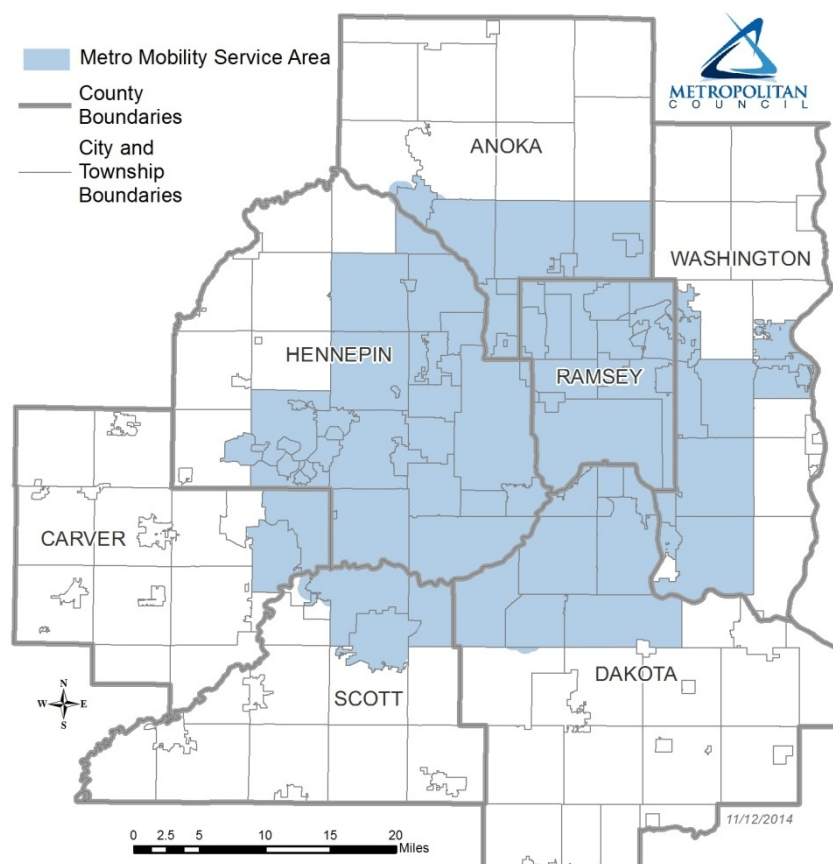 Metro Mobility Service Area
County
Boundaries
City and
Township
Boundaries
METROPOLITAN
COUNCIL
ANOKA
WASHINGTON
HENNEPIN
RAMSEY
CARVER
SCOTT
DAKOTA
N
W E
S
11/12/2014
0 2.5 5 10 15 20
Miles